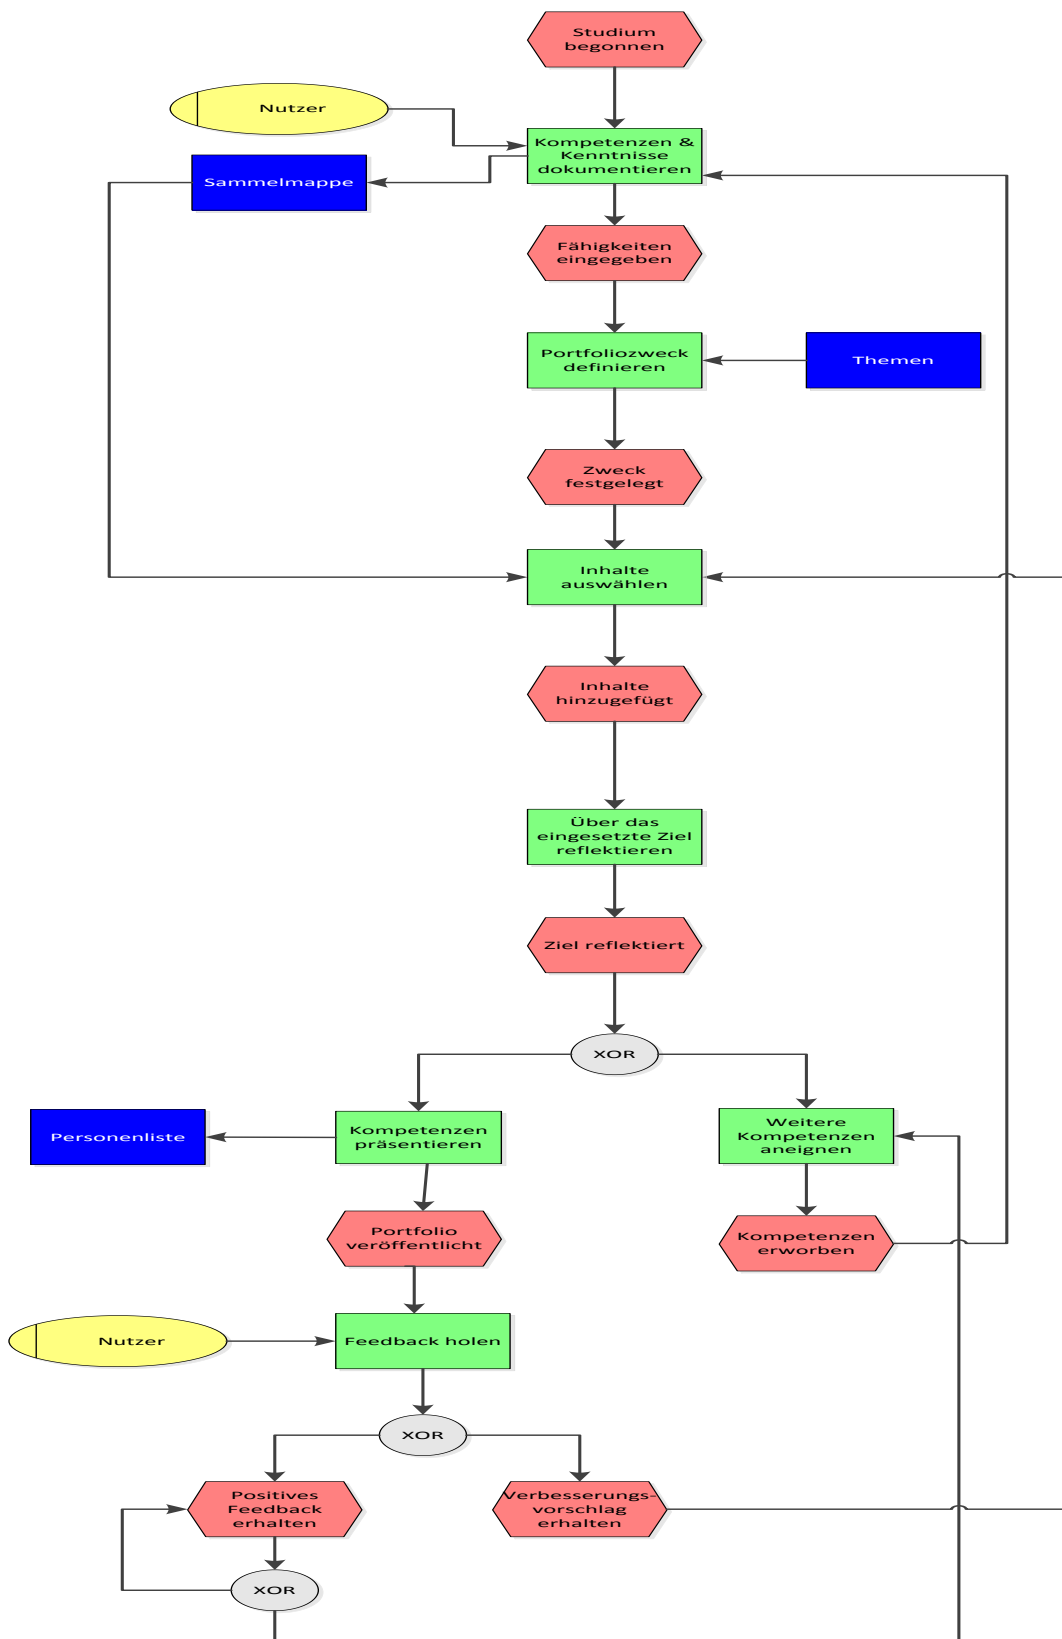 Studium
begonnen
Nutzer
Kompetenzen &
Kenntnisse
dokumentieren
Sammelmappe
Fähigkeiten
eingegeben
Portfoliozweck
definieren
Themen
Zweck
festgelegt
Inhalte
auswählen
Inhalte
hinzugefügt
Über das
eingesetzte Ziel
reflektieren
Ziel reflektiert
XOR
Personenliste
Kompetenzen
präsentieren
Weitere
Kompetenzen
aneignen
Portfolio
veröffentlicht
Kompetenzen
erworben
Nutzer
Feedback holen
XOR
Positives
Feedback
erhalten
Verbesserungs-
vorschlag
erhalten
XOR